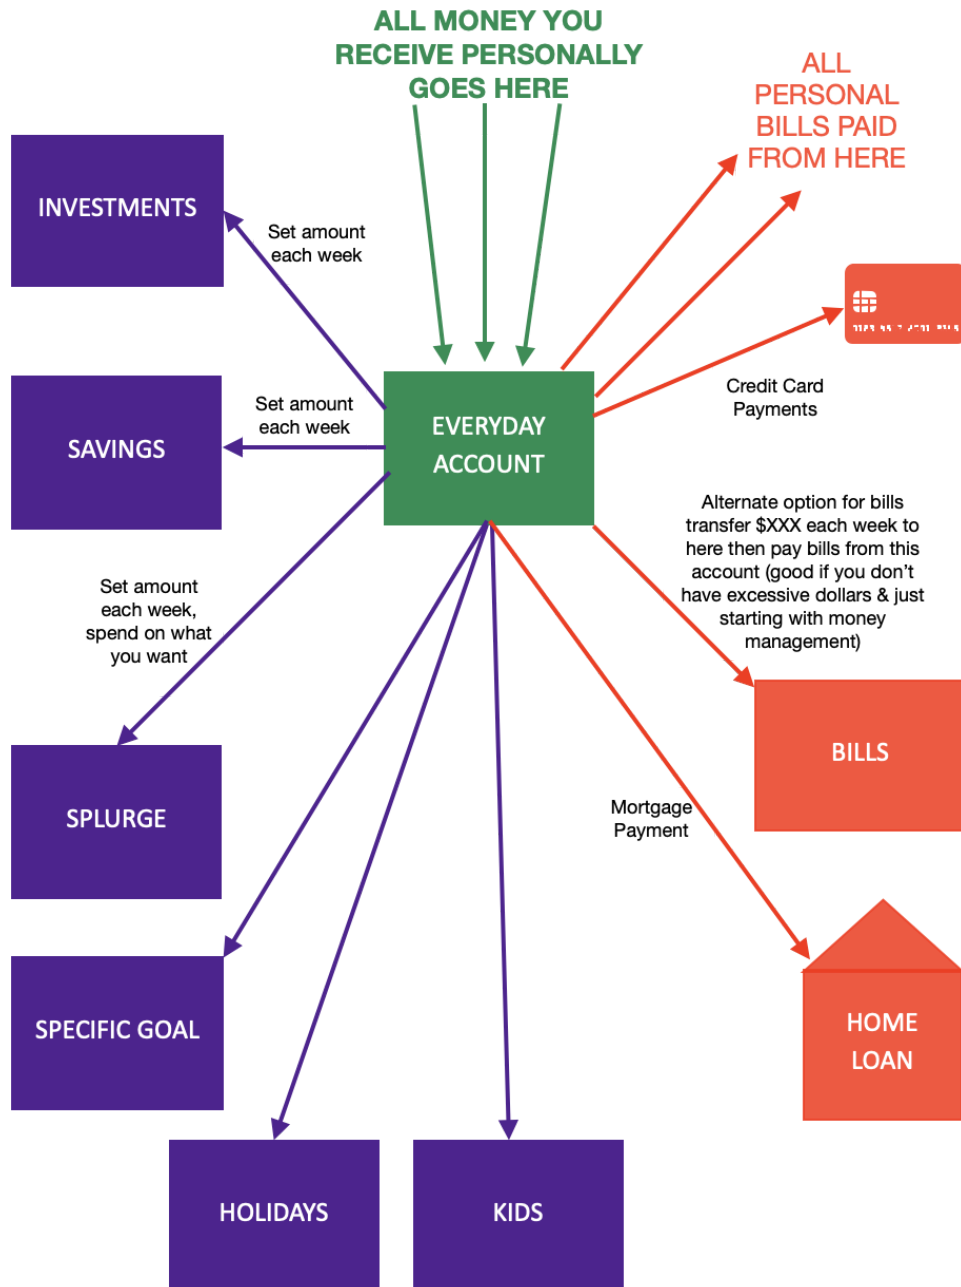 ALL MONEY YOU
RECEIVE PERSONALLY
GOES HERE
ALL
PERSONAL
BILLS PAID
FROM HERE
INVESTMENTS
Set amount
each week
Credit Card
Payments
SAVINGS
Set amount
each week
EVERYDAY
ACCOUNT
Alternate option for bills
transfer $XXX each week to
here then pay bills from this
account (good if you don't
have excessive dollars & just
starting with money
management)
Set amount
each week,
spend on what
you want
BILLS
SPLURGE
Mortgage
Payment
SPECIFIC GOAL
HOME
LOAN
HOLIDAYS
KIDS